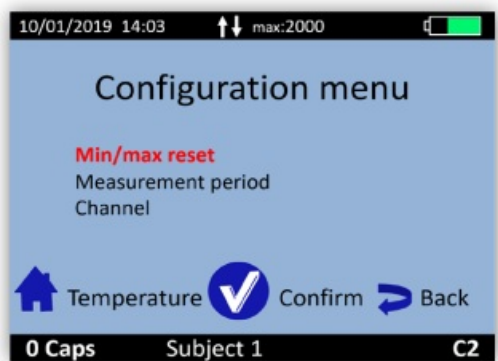 10/01/2019 14:03 max:2000
Configuration menu
Min/max reset
Measurement period
Channel
Temperature Confirm Back
0 Caps Subject 1 C2